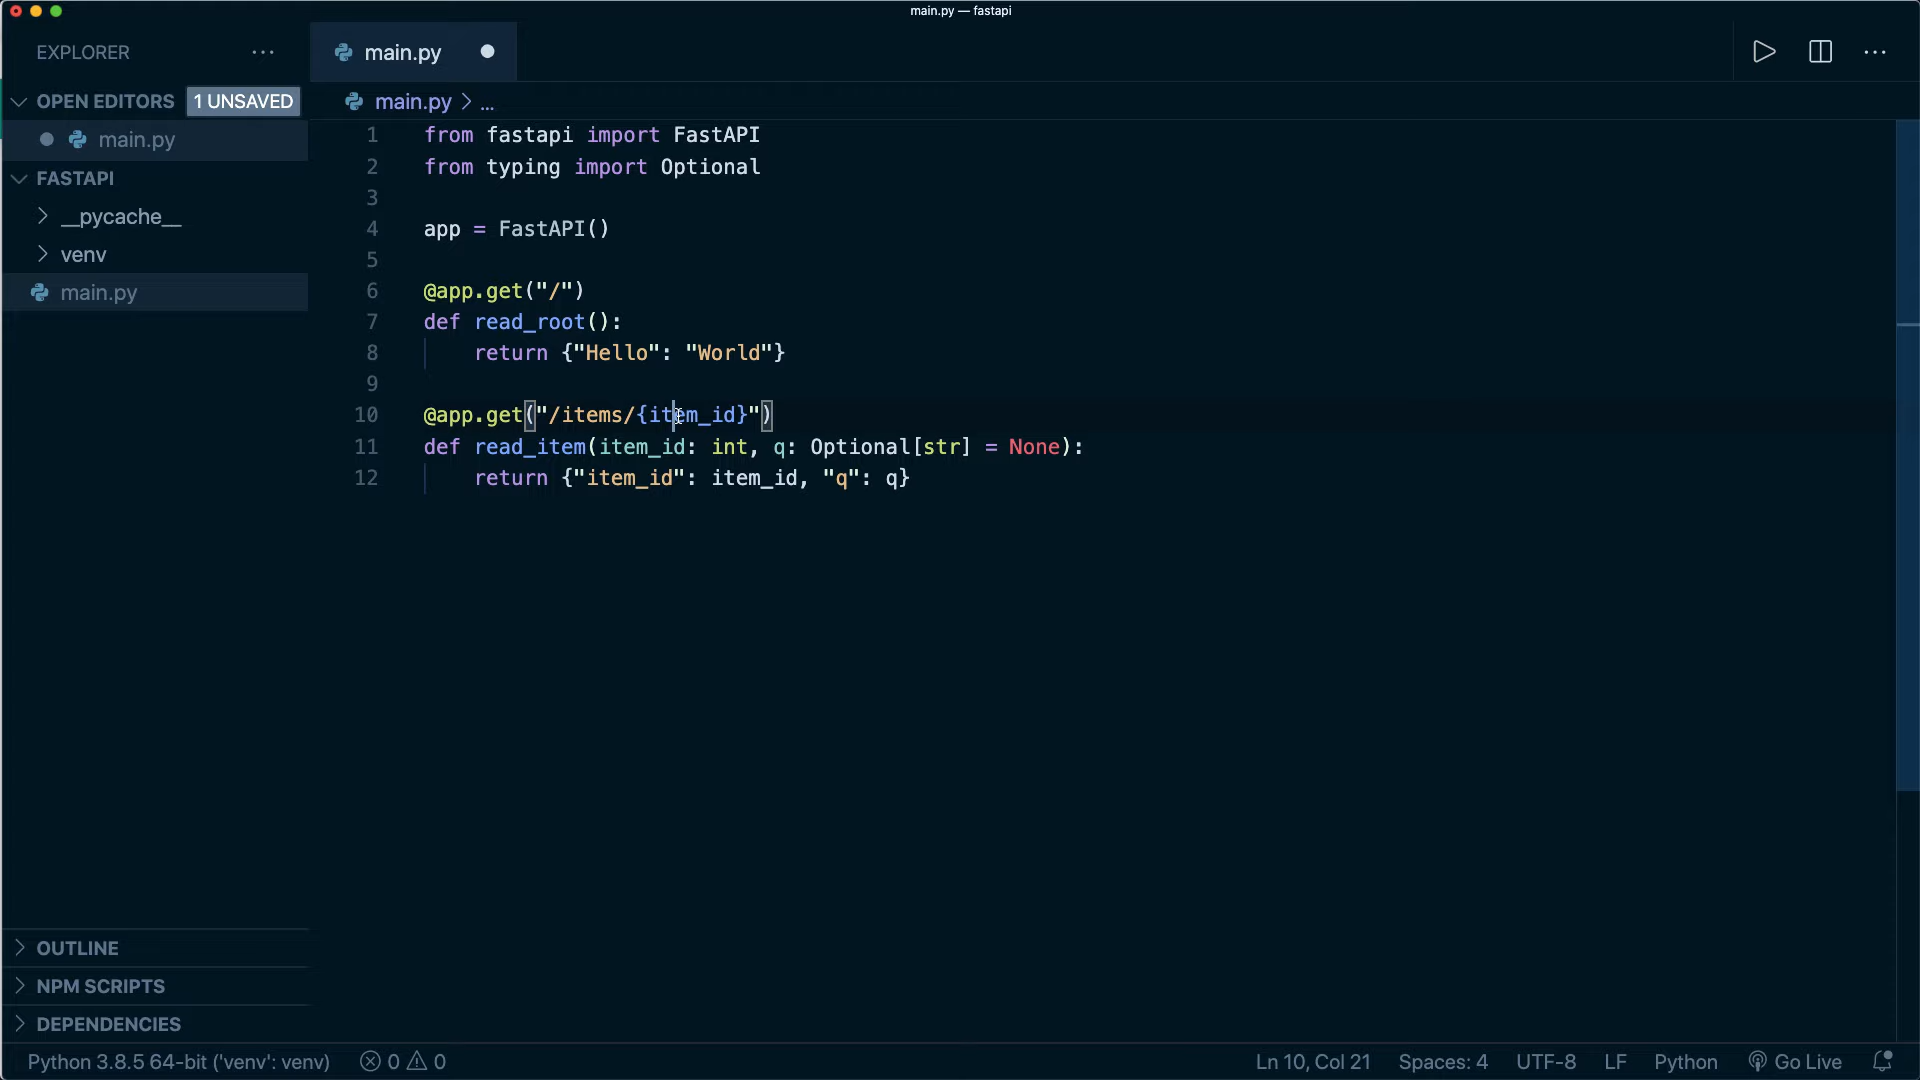 main.py — fastapi
EXPLORER ...
main.py
OPEN EDITORS 1 UNSAVED
main.py
FASTAPI
__pycache__
venv
main.py
main.py > ...
1 from fastapi import FastAPI
2 from typing import Optional
3
4 app = FastAPI()
5
6 @app.get("/")
7 def read_root():
8 return {"Hello": "World"}
9
10 @app.get("/items/{item_id}")
11 def read_item(item_id: int, q: Optional[str] = None):
12 return {"item_id": item_id, "q": q}
OUTLINE
NPM SCRIPTS
DEPENDENCIES
Python 3.8.5 64-bit ('venv': venv) 0 0 Ln 10, Col 21 Spaces: 4 UTF-8 LF Python Go Live